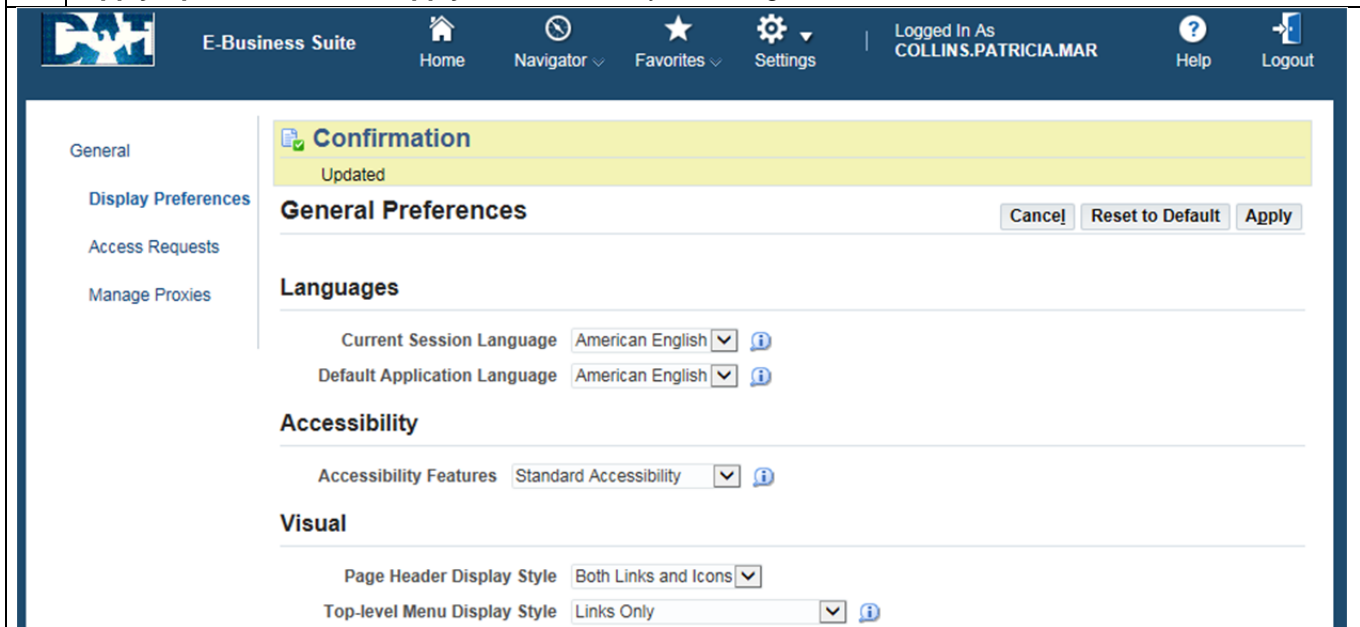 DAI
E-Business Suite
Home
Navigator
Favorites
Settings
Logged In As
COLLINS.PATRICIA.MAR
Help
Logout
General
Display Preferences
Access Requests
Manage Proxies
Confirmation
Updated
General Preferences
Cancel
Reset to Default
Apply
Languages
Current Session Language American English
Default Application Language American English
Accessibility
Accessibility Features Standard Accessibility
Visual
Page Header Display Style Both Links and Icons
Top-level Menu Display Style Links Only